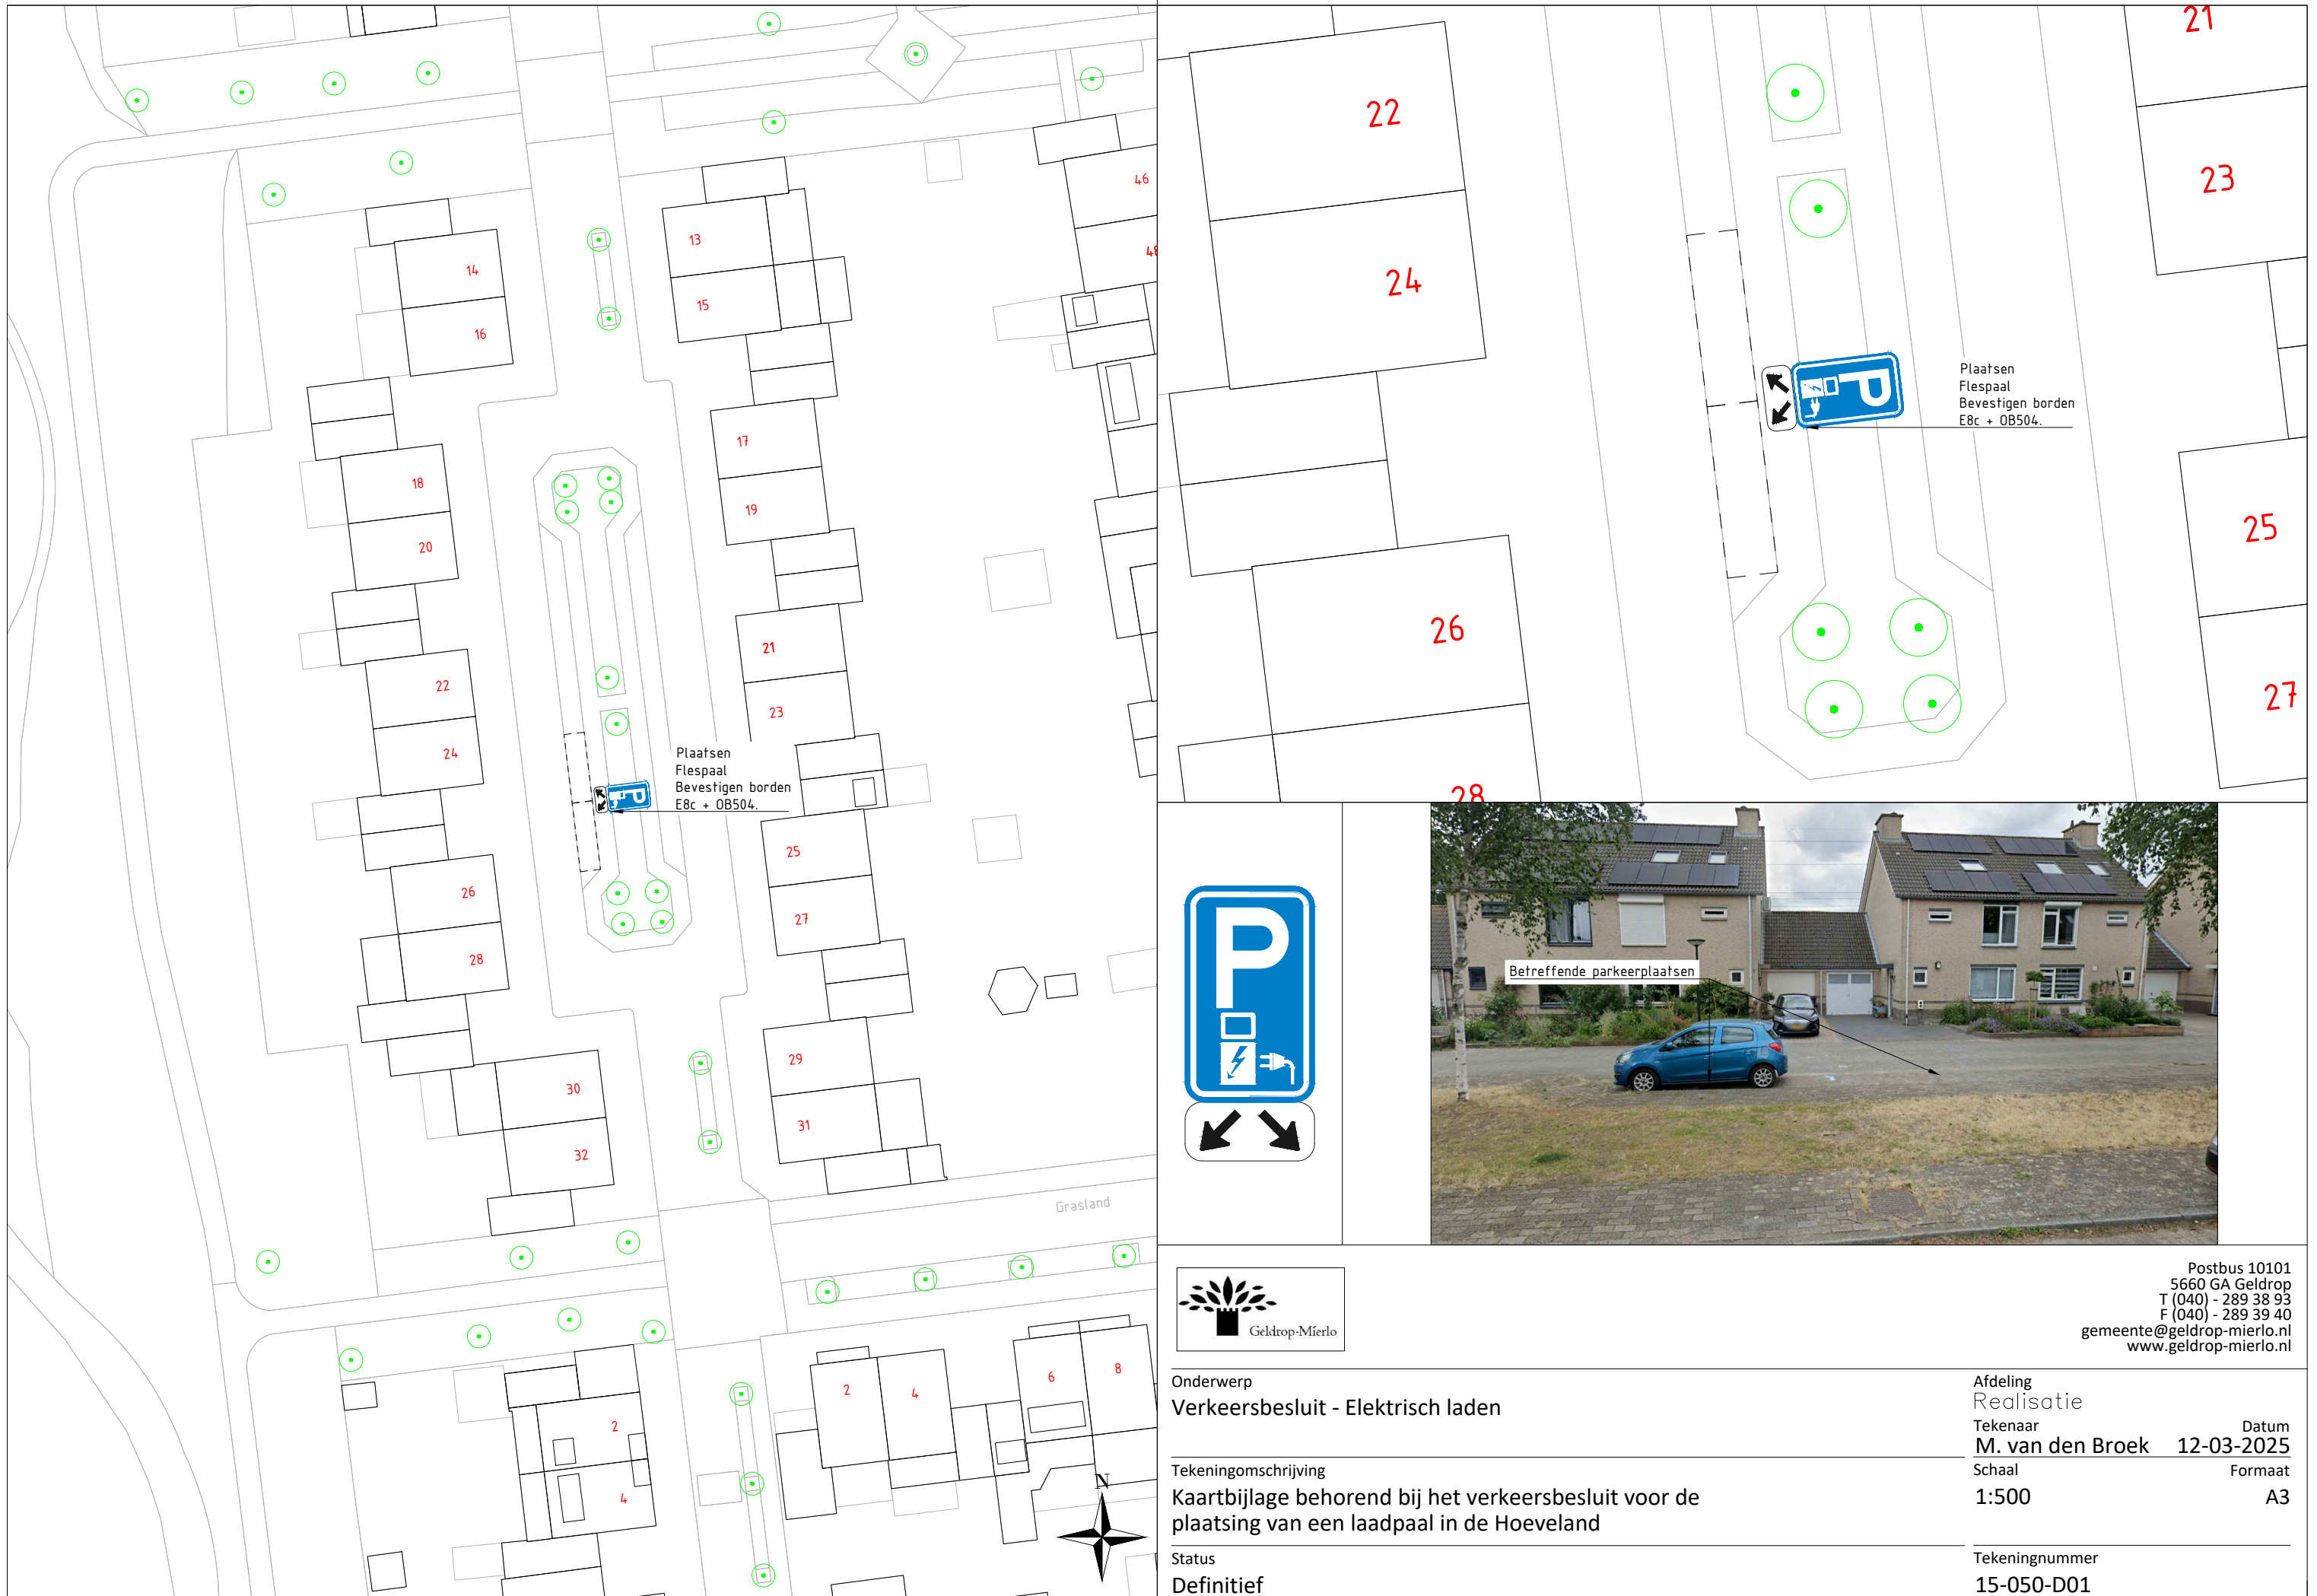 14
16
18
20
22
24
26
28
30
32
13
15
17
19
21
23
25
27
29
31
46
48
Plaatsen
Flespaal
Bevestigen borden
E8c + OB504.
P
Grasland
2
4
2
4
6
8
N
22
24
26
28
21
23
25
27
P
Plaatsen
Flespaal
Bevestigen borden
E8c + OB504.
P
Betreffende parkeerplaatsen
Geldrop-Mierlo
Postbus 10101
5660 GA Geldrop
T (040) - 289 38 93
F (040) - 289 39 40
gemeente@geldrop-mierlo.nl
www.geldrop-mierlo.nl
Onderwerp
Verkeersbesluit - Elektrisch laden
Afdeling
Realisatie
Tekenaar Datum
M. van den Broek 12-03-2025
Tekeningomschrijving
Kaartbijlage behorend bij het verkeersbesluit voor de
plaatsing van een laadpaal in de Hoeveland
Schaal Formaat
1:500 A3
Status
Definitief
Tekeningnummer
15-050-D01